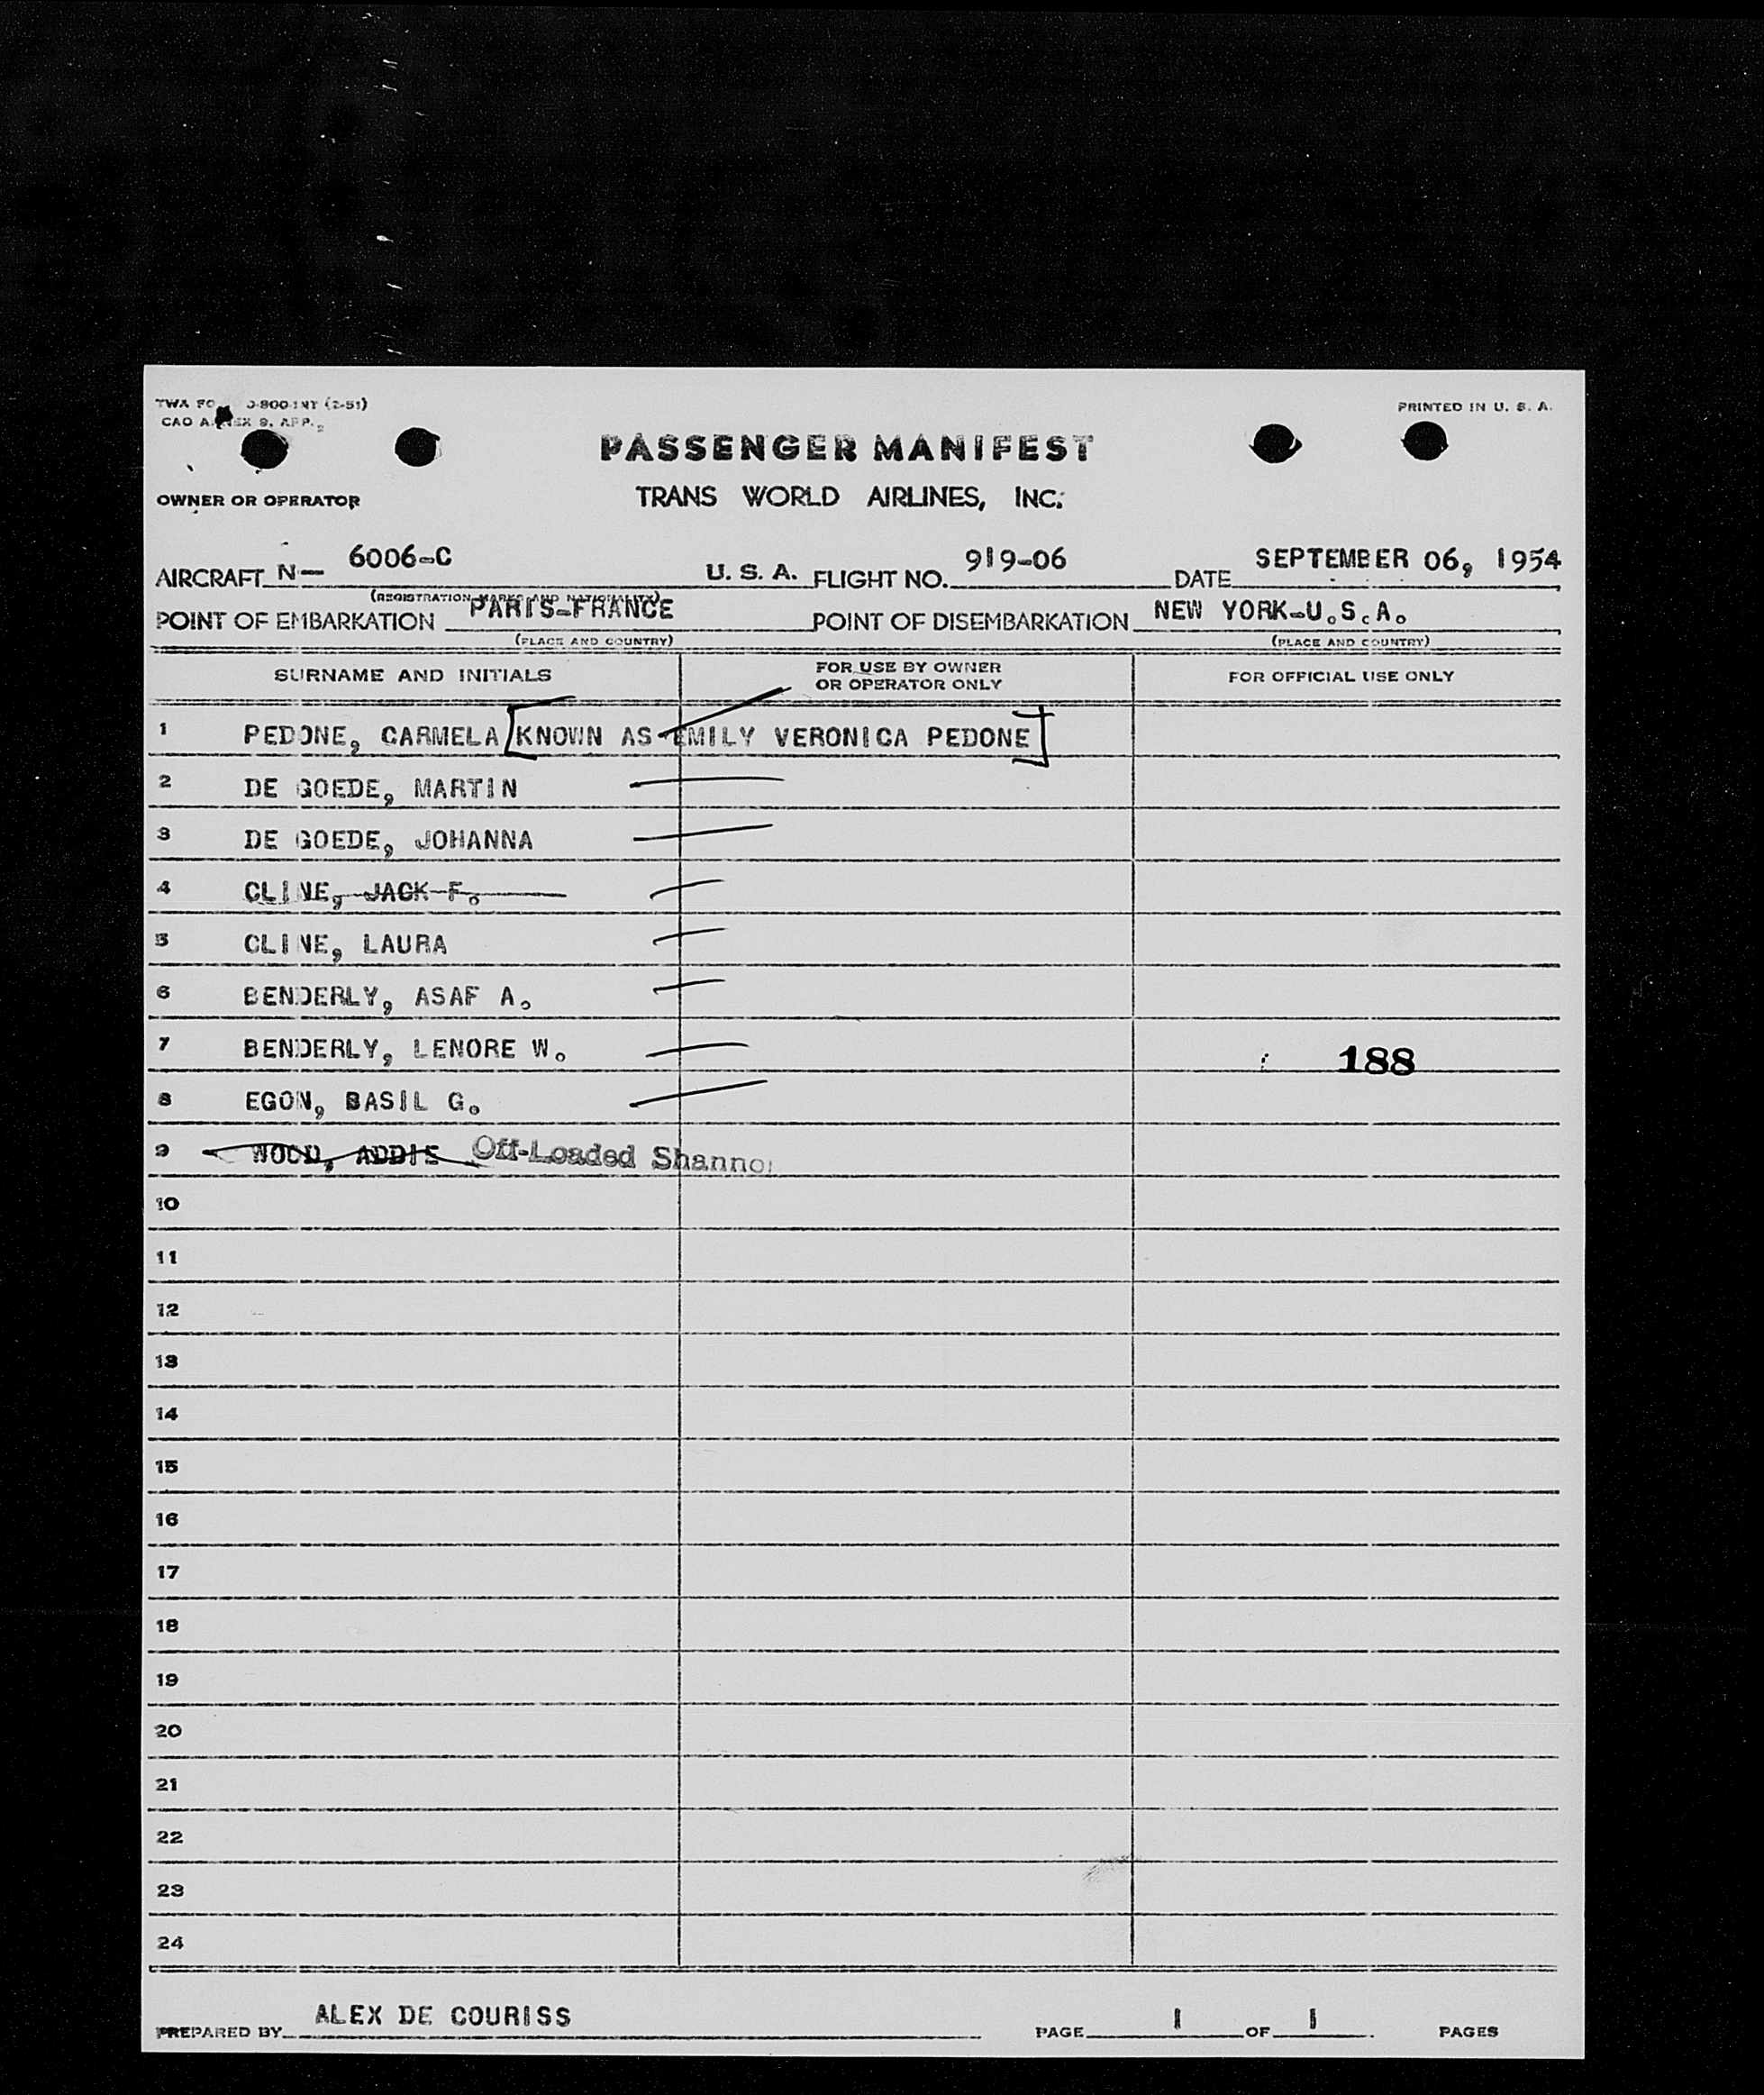 PRINTED IN U. S. A.
PASSENGER MANIFEST
OWNER OR OPERATOR TRANS WORLD AIRLINES, INC.
AIRCRAFT N- 6006-C U. S. A. FLIGHT NO. 919-06 DATE SEPTEMBER 06, 1954
(REGISTRATION MARKS AND NATIONALITY)
POINT OF EMBARKATION PARIS-FRANCE POINT OF DISEMBARKATION NEW YORK-U.S.A.
(PLACE AND COUNTRY) (PLACE AND COUNTRY)
SURNAME AND INITIALS FOR USE BY OWNER OR OPERATOR ONLY FOR OFFICIAL USE ONLY
1 PEDONE, CARMELA [KNOWN AS EMILY VERONICA PEDONE]
2 DE GOEDE, MARTIN
3 DE GOEDE, JOHANNA
4 CLINE, JACK F.
5 CLINE, LAURA
6 BENDERLY, ASAF A.
7 BENDERLY, LENORE W. 188
8 EGON, BASIL G.
9 WOOD, ADDIE Off-Loaded Shannon
10
11
12
13
14
15
16
17
18
19
20
21
22
23
24
PREPARED BY ALEX DE COURISS PAGE 1 OF 1 PAGES